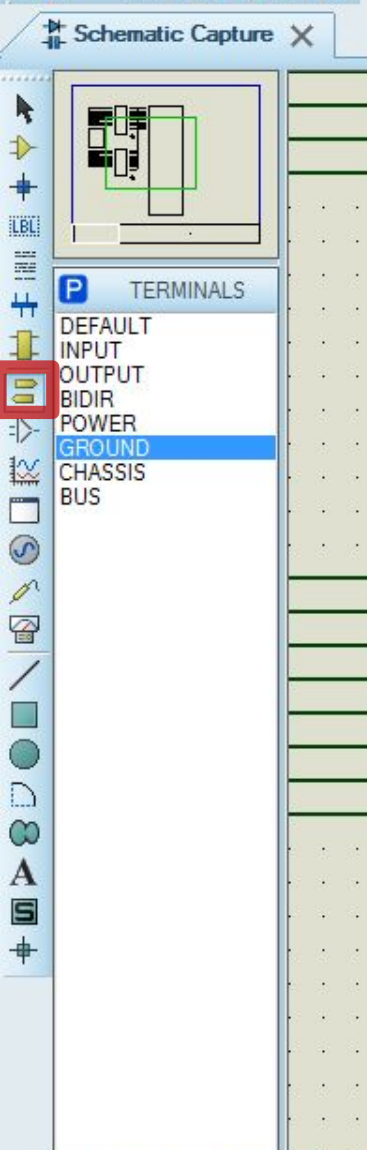 Schematic Capture
LBL
P TERMINALS
DEFAULT
INPUT
OUTPUT
BIDIR
POWER
GROUND
CHASSIS
BUS
A
S